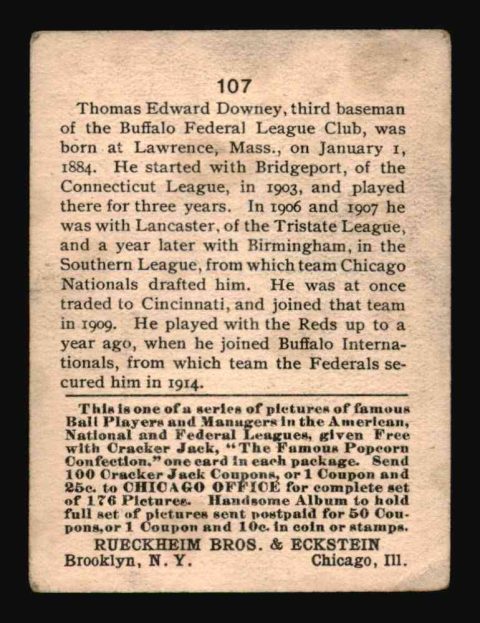 107
Thomas Edward Downey, third baseman
of the Buffalo Federal League Club, was
born at Lawrence, Mass., on January 1,
1884. He started with Bridgeport, of the
Connecticut League, in 1903, and played
there for three years. In 1906 and 1907 he
was with Lancaster, of the Tristate League,
and a year later with Birmingham, in the
Southern League, from which team Chicago
Nationals drafted him. He was at once
traded to Cincinnati, and joined that team
in 1909. He played with the Reds up to a
year ago, when he joined Buffalo Interna-
tionals, from which team the Federals se-
cured him in 1914.
This is one of a series of pictures of famous
Ball Players and Managers in the American,
National and Federal Leagues, given Free
with Cracker Jack, "The Famous Popcorn
Confection," one card in each package. Send
100 Cracker Jack Coupons, or 1 Coupon and
25c. to CHICAGO OFFICE for complete set
of 176 Pictures. Handsome Album to hold
full set of pictures sent postpaid for 50 Cou-
pons, or 1 Coupon and 10c. in coin or stamps.
RUECKHEIM BROS. & ECKSTEIN
Brooklyn, N. Y. Chicago, Ill.